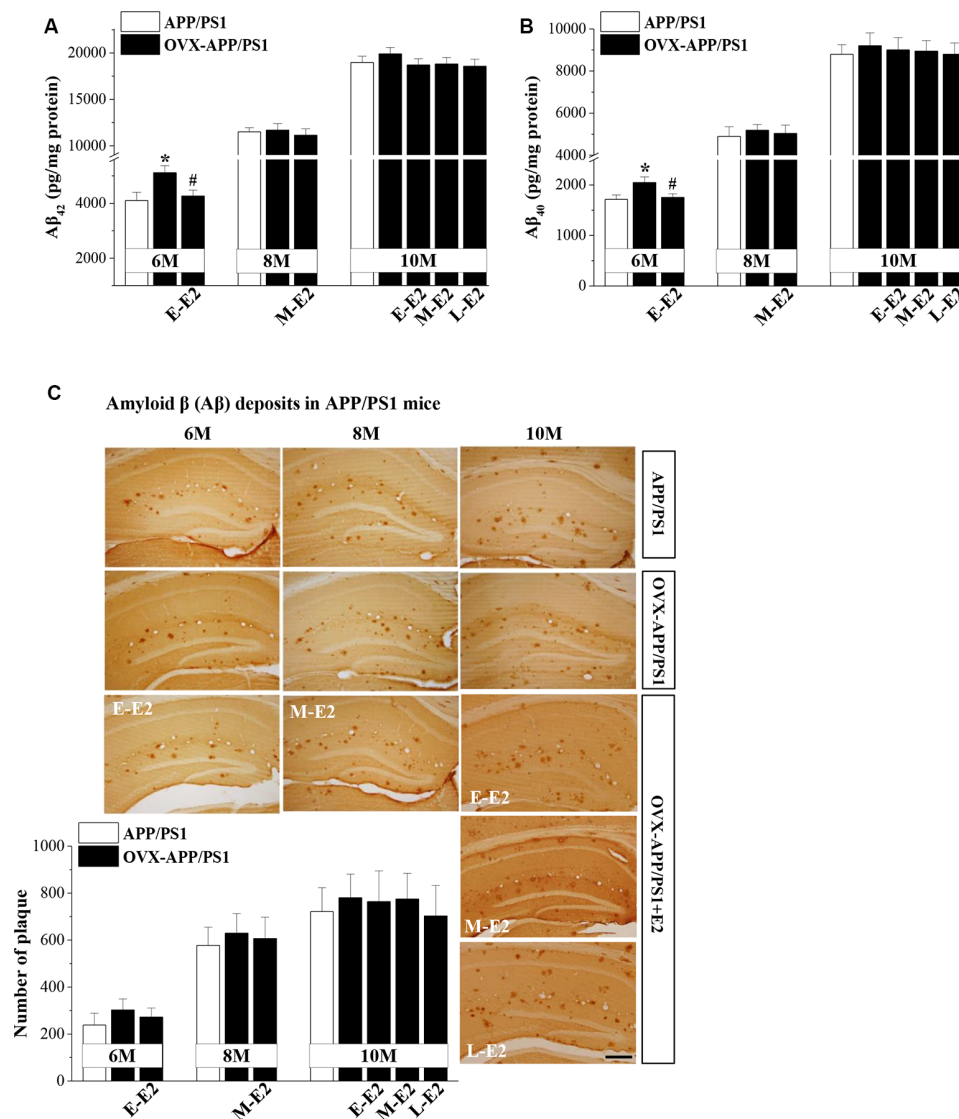 A
APP/PS1
OVX-APP/PS1
Aβ42 (pg/mg protein)
20000
15000
10000
4000
2000
*
#
6M
8M
10M
E-E2
M-E2
E-E2
M-E2
L-E2
B
APP/PS1
OVX-APP/PS1
Aβ40 (pg/mg protein)
10000
8000
6000
4000
2000
1000
0
*
#
6M
8M
10M
E-E2
M-E2
E-E2
M-E2
L-E2
C
Amyloid β (Aβ) deposits in APP/PS1 mice
6M 8M 10M
APP/PS1
OVX-APP/PS1
E-E2
M-E2
E-E2
M-E2
L-E2
OVX-APP/PS1+E2
APP/PS1
OVX-APP/PS1
Number of plaque
1000
800
600
400
200
0
6M
8M
10M
E-E2
M-E2
E-E2
M-E2
L-E2